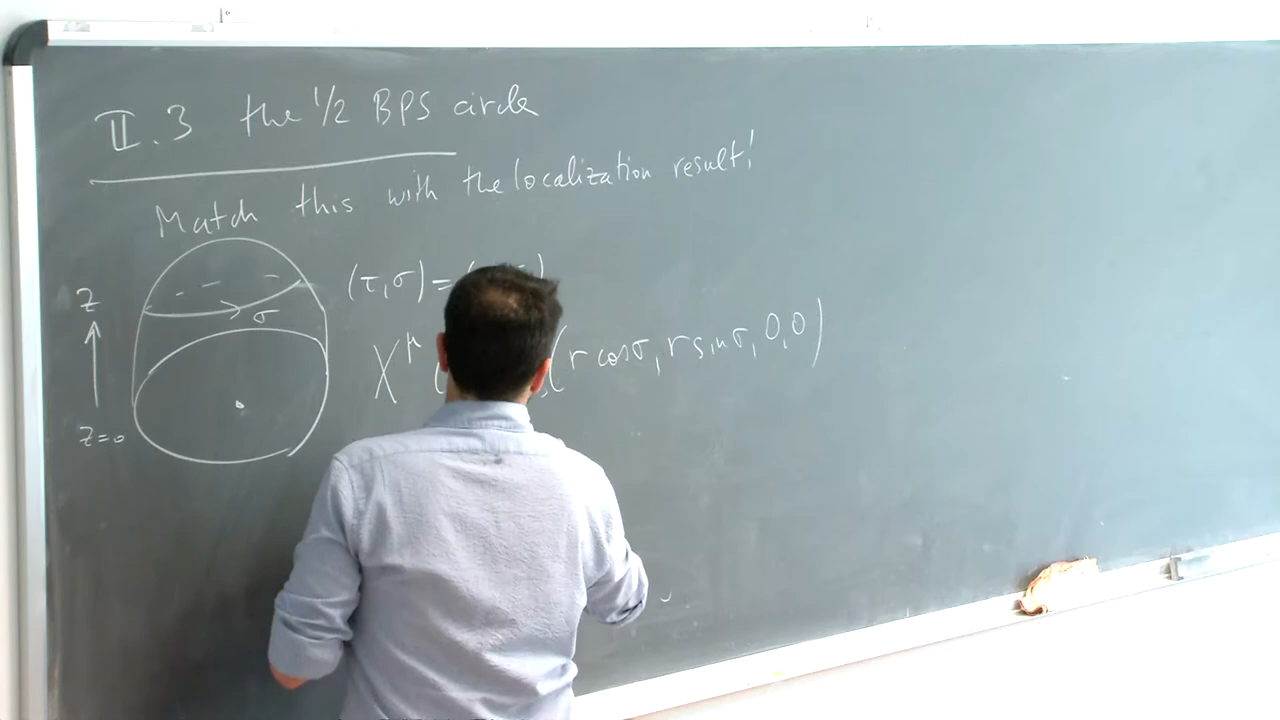 II.3 the 1/2 BPS circle
Match this with the localization result!
z
σ
z=0
(τ,σ)=(
X^μ (
(r cosσ, r sinσ, 0,0)